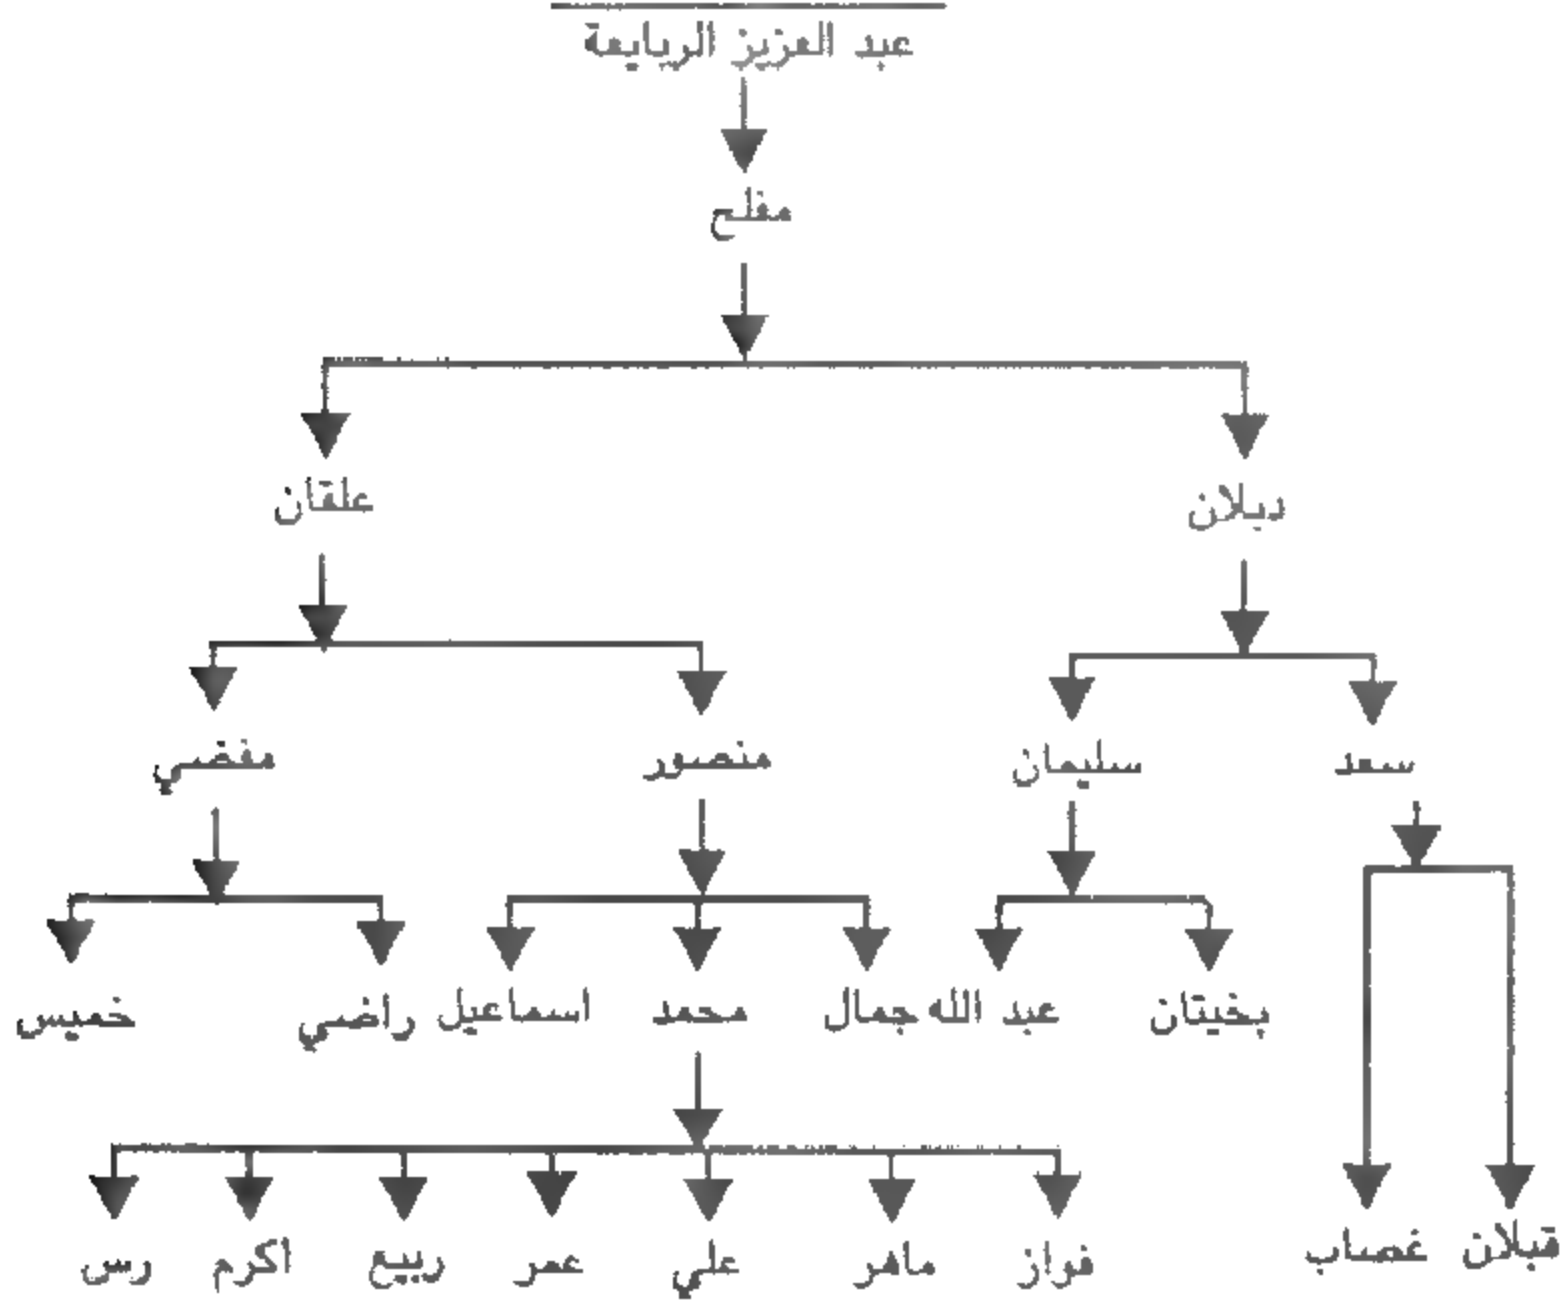 عبد العزيز الربايعة
مفلح
دبلان علقان
سعد سليمان منصور مفضي
بخيتان عبد الله جمال محمد اسماعيل راضي خميس
قبلان غصاب فواز ماهر علي عمر ربيع اكرم رس